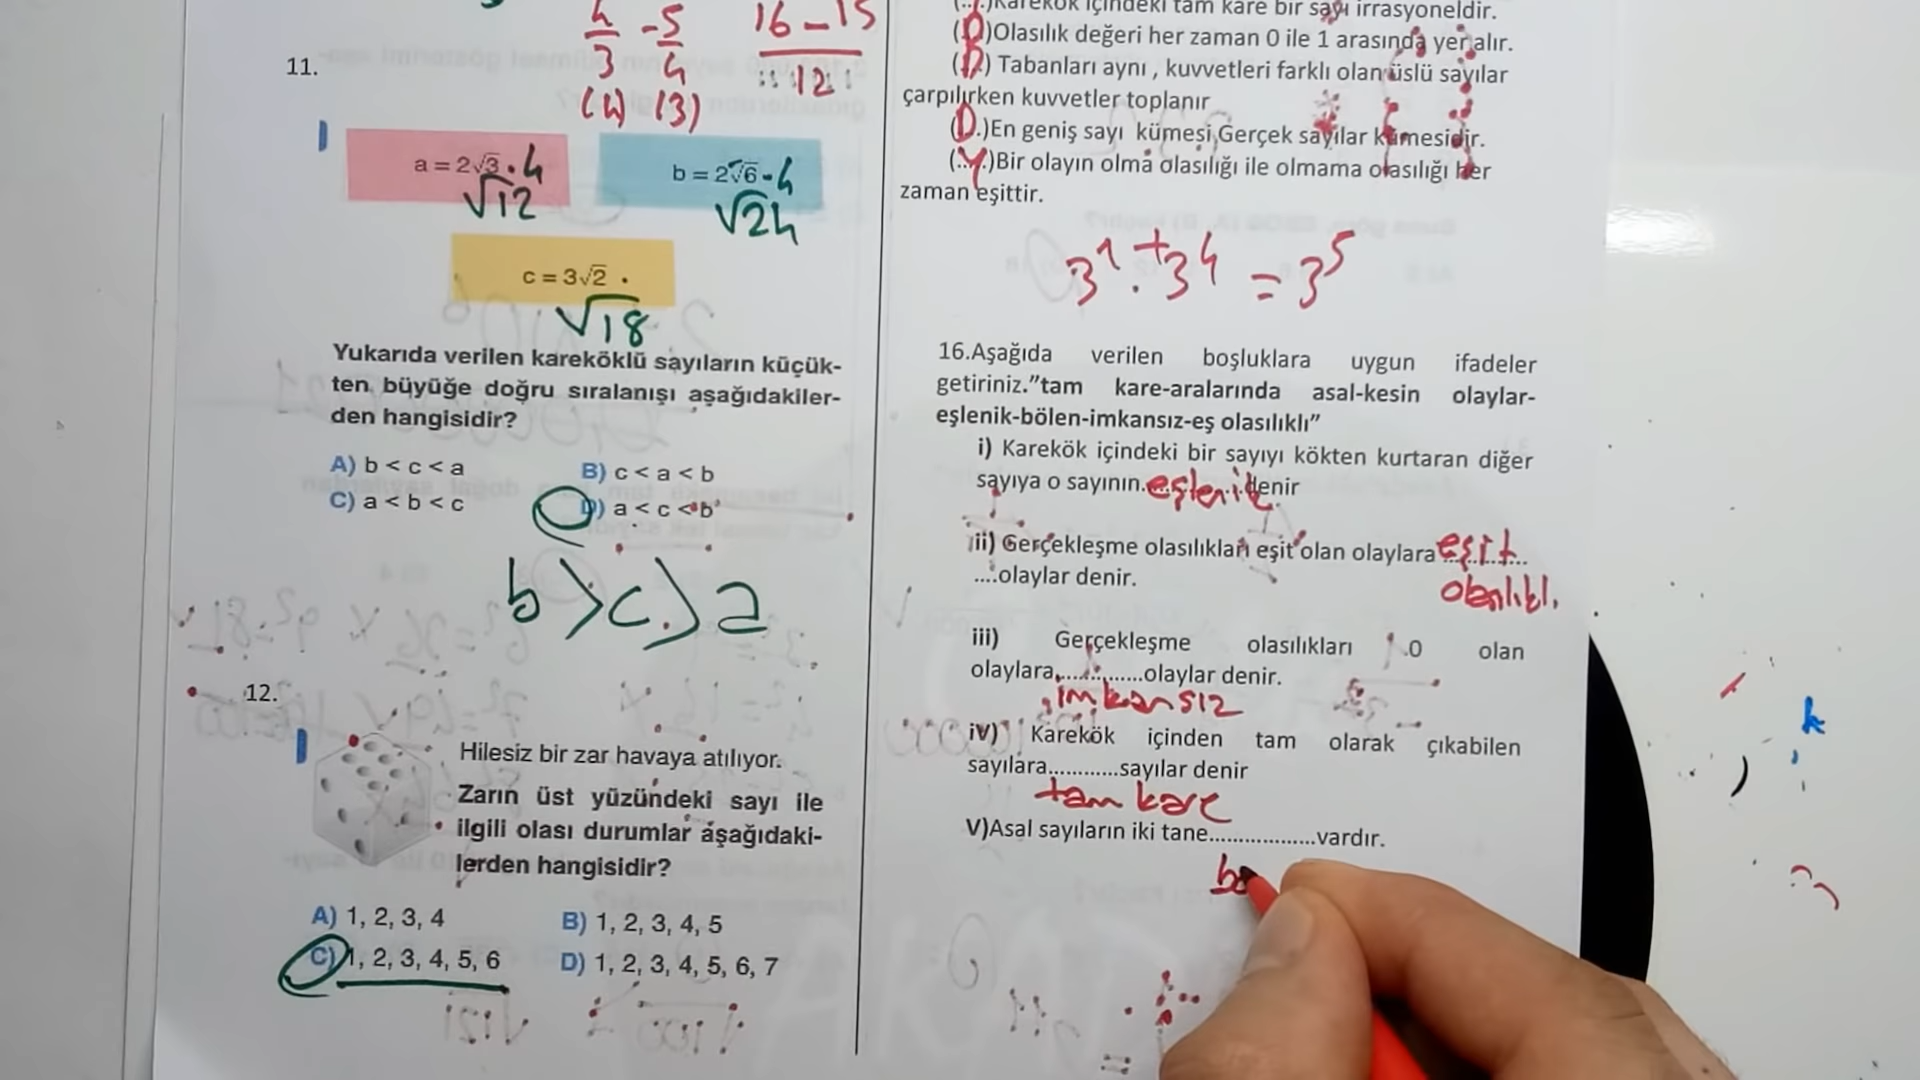 4/3 - 5/4 16 - 15
(4) (3) 12
11.
a = 2√3 . 4
√12
b = 2√6 . 4
√24
c = 3√2 .
√18
Yukarıda verilen kareköklü sayıların küçük-
ten büyüğe doğru sıralanışı aşağıdakiler-
den hangisidir?
A) b < c < a B) c < a < b
C) a < b < c D) a < c < b
b > c > a
12.
Hilesiz bir zar havaya atılıyor.
Zarın üst yüzündeki sayı ile
ilgili olası durumlar aşağıdaki-
lerden hangisidir?
A) 1, 2, 3, 4 B) 1, 2, 3, 4, 5
C) 1, 2, 3, 4, 5, 6 D) 1, 2, 3, 4, 5, 6, 7
(.Y.)Karekök içindeki tam kare bir sayı irrasyoneldir.
(.D.)Olasılık değeri her zaman 0 ile 1 arasında yer alır.
(.D.) Tabanları aynı , kuvvetleri farklı olan üslü sayılar
çarpılırken kuvvetler toplanır
(.D.)En geniş sayı kümesi Gerçek sayılar kümesidir.
(.Y.)Bir olayın olma olasılığı ile olmama olasılığı her
zaman eşittir.
3¹ . + 3⁴ = 3⁵
16.Aşağıda verilen boşluklara uygun ifadeler
getiriniz.”tam kare-aralarında asal-kesin olaylar-
eşlenik-bölen-imkansız-eş olasılıklı”
i) Karekök içindeki bir sayıyı kökten kurtaran diğer
sayıya o sayının. eşlenik denir
ii) Gerçekleşme olasılıkları eşit olan olaylara eşit
....olaylar denir. olasılıklı
iii) Gerçekleşme olasılıkları 0 olan
olaylara..............olaylar denir.
imkansız
iv) Karekök içinden tam olarak çıkabilen
sayılara............sayılar denir
tam kare
V)Asal sayıların iki tane..................vardır.